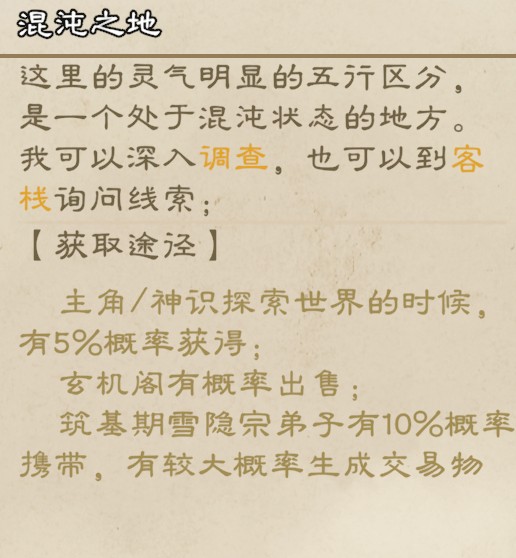 混沌之地
这里的灵气明显的五行区分，
是一个处于混沌状态的地方。
我可以深入调查，也可以到客
栈询问线索；
【获取途径】
主角/神识探索世界的时候，
有5%概率获得；
玄机阁有概率出售；
筑基期雪隐宗弟子有10%概率
携带，有较大概率生成交易物